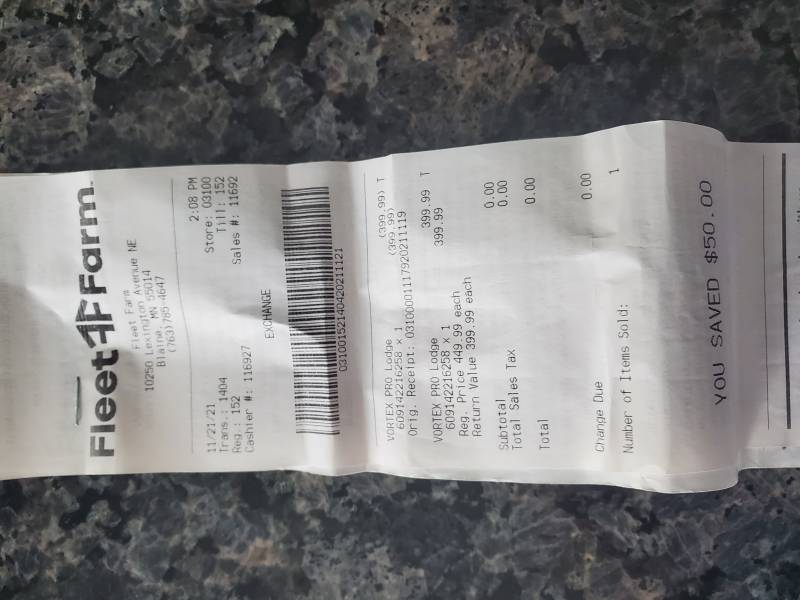 Fleet Farm
Fleet Farm
10250 Lexington Avenue NE
Blaine, MN 55014
(763)785-4647
11/21/21 2:08 PM
Trans.: 1404 Store: 03100
Reg.: 152 Till: 152
Cashier #: 116927 Sales #: 11692
EXCHANGE
0310015214042021 1121
VORTEX PRO Lodge (399.99) T
609142216258 x 1 (399.99)
Orig. Receipt: 0310000111792021 1119
VORTEX PRO Lodge 399.99 T
609142216258 x 1 399.99
Reg. Price 449.99 each
Return Value 399.99 each
Subtotal 0.00
Total Sales Tax 0.00
Total 0.00
Change Due 0.00
Number of Items Sold: 1
YOU SAVED $50.00